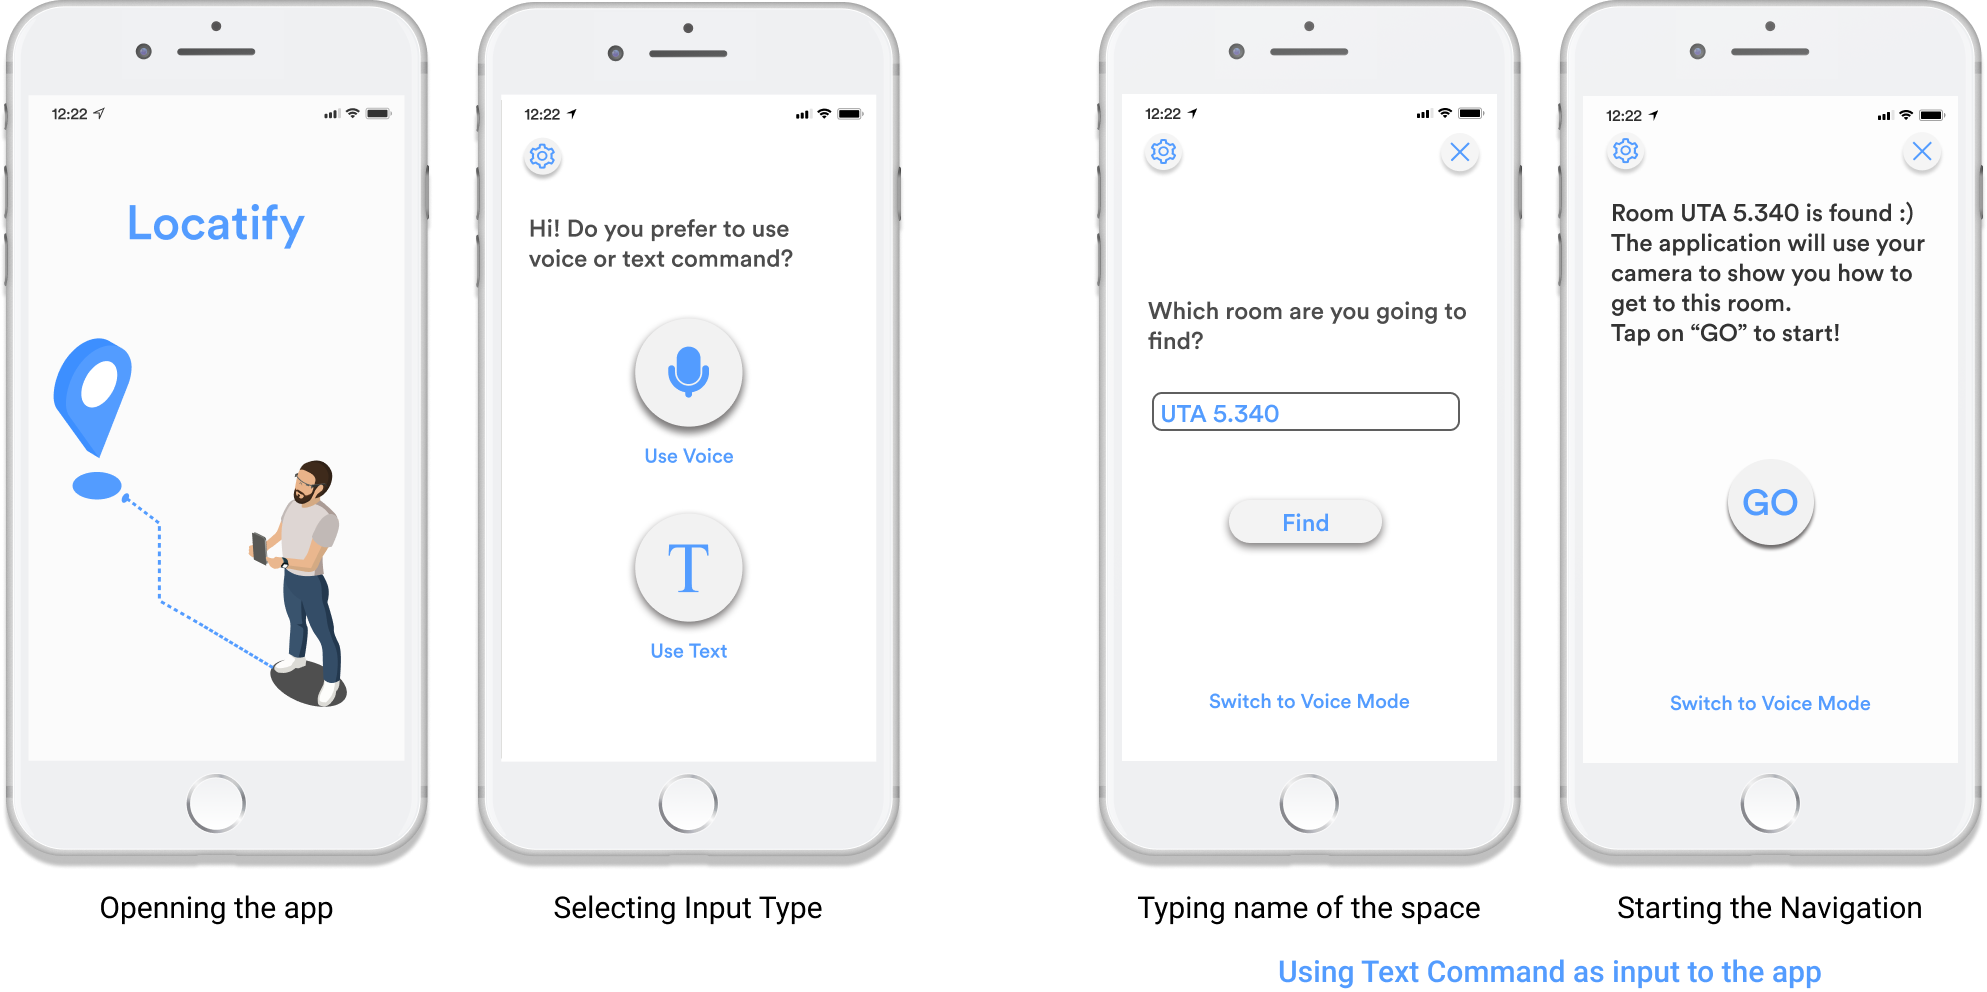 12:22
Locatify
Openning the app
12:22
Hi! Do you prefer to use
voice or text command?
Use Voice
T
Use Text
Selecting Input Type
12:22
Which room are you going to
find?
UTA 5.340
Find
Switch to Voice Mode
Typing name of the space
12:22
Room UTA 5.340 is found :)
The application will use your
camera to show you how to
get to this room.
Tap on “GO” to start!
GO
Switch to Voice Mode
Starting the Navigation
Using Text Command as input to the app